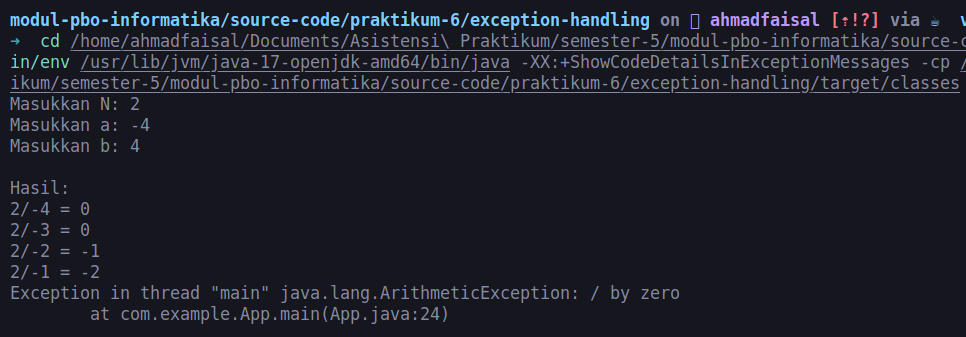 modul-pbo-informatika/source-code/praktikum-6/exception-handling on ahmadfaisal [⇡!?] via ☕ v
→ cd /home/ahmadfaisal/Documents/Asistensi\ Praktikum/semester-5/modul-pbo-informatika/source-c
in/env /usr/lib/jvm/java-17-openjdk-amd64/bin/java -XX:+ShowCodeDetailsInExceptionMessages -cp /
ikum/semester-5/modul-pbo-informatika/source-code/praktikum-6/exception-handling/target/classes
Masukkan N: 2
Masukkan a: -4
Masukkan b: 4
Hasil:
2/-4 = 0
2/-3 = 0
2/-2 = -1
2/-1 = -2
Exception in thread "main" java.lang.ArithmeticException: / by zero
at com.example.App.main(App.java:24)